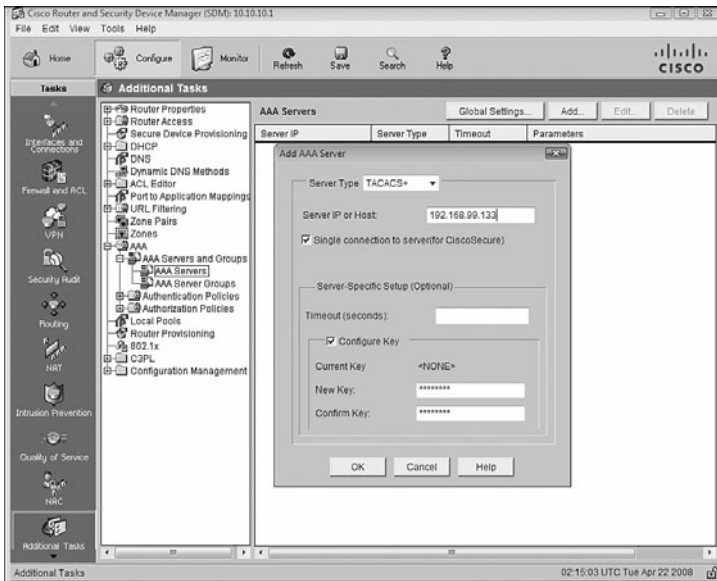 Cisco Router and Security Device Manager (SDM): 10.10.10.1
File Edit View Tools Help
Home Configure Monitor Refresh Save Search Help
CISCO
Tasks
Additional Tasks
Interfaces and Connections
Firewall and ACL
VPN
Security Audit
Routing
NAT
Intrusion Prevention
Quality of Service
NAC
Additional Tasks
Router Properties
Router Access
Secure Device Provisioning
DHCP
DNS
Dynamic DNS Methods
ACL Editor
Port to Application Mappings
URL Filtering
Zone Pairs
Zones
AAA
AAA Servers and Groups
AAA Servers
AAA Server Groups
Authentication Policies
Authorization Policies
Local Pools
Router Provisioning
802.1x
C3PL
Configuration Management
AAA Servers Global Settings... Add... Edit... Delete
Server IP Server Type Timeout Parameters
Add AAA Server
Server Type TACACS+
Server IP or Host: 192.168.99.133
Single connection to server(for CiscoSecure)
Server-Specific Setup (Optional)
Timeout (seconds):
Configure Key
Current Key <NONE>
New Key: ********
Confirm Key: ********
OK Cancel Help
Additional Tasks 02:15:03 UTC Tue Apr 22 2008